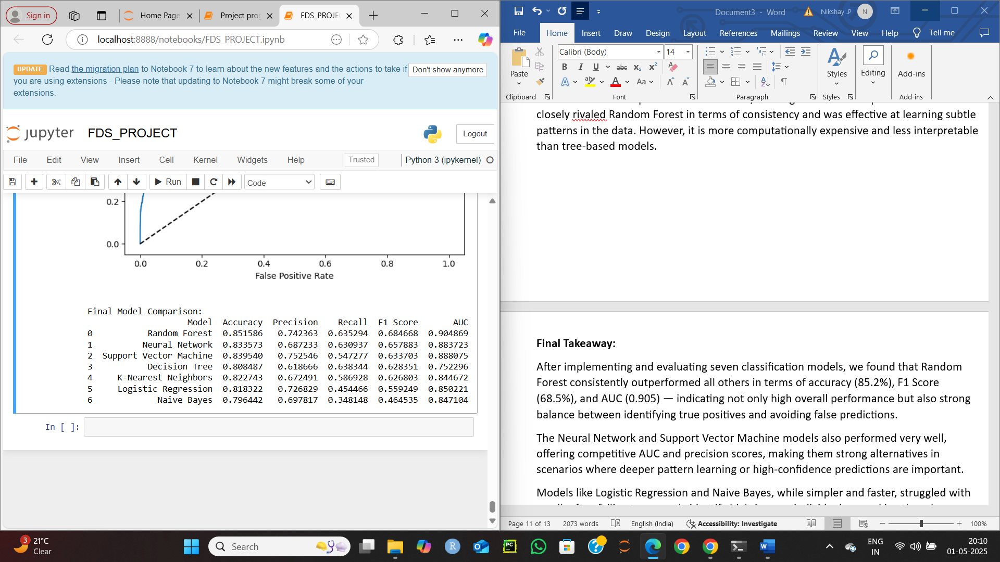 Sign in
Home Page
Project prog
FDS_PROJE
localhost:8888/notebooks/FDS_PROJECT.ipynb
UPDATE Read the migration plan to Notebook 7 to learn about the new features and the actions to take if
you are using extensions - Please note that updating to Notebook 7 might break some of your
extensions.
Don't show anymore
jupyter FDS_PROJECT
Logout
File Edit View Insert Cell Kernel Widgets Help
Trusted
Python 3 (ipykernel)
Run
Code
0.2
0.0
0.0 0.2 0.4 0.6 0.8 1.0
False Positive Rate
Final Model Comparison:
Model Accuracy Precision Recall F1 Score AUC
0 Random Forest 0.851586 0.742363 0.635294 0.684668 0.904869
1 Neural Network 0.833573 0.687233 0.630937 0.657883 0.883723
2 Support Vector Machine 0.839540 0.752546 0.547277 0.633703 0.888075
3 Decision Tree 0.808487 0.618666 0.638344 0.628351 0.752296
4 K-Nearest Neighbors 0.822743 0.672491 0.586928 0.626803 0.844672
5 Logistic Regression 0.818322 0.726829 0.454466 0.559249 0.850221
6 Naive Bayes 0.796442 0.697817 0.348148 0.464535 0.847104
In [ ]:
Document3 - Word
Nikshay .P
N
File Home Insert Draw Design Layout References Mailings Review View Help Tell me
Calibri (Body) 14
Paste
Clipboard
Font
Paragraph
Styles
Styles
Editing
Add-ins
Add-ins
closely rivaled Random Forest in terms of consistency and was effective at learning subtle
patterns in the data. However, it is more computationally expensive and less interpretable
than tree-based models.
Final Takeaway:
After implementing and evaluating seven classification models, we found that Random
Forest consistently outperformed all others in terms of accuracy (85.2%), F1 Score
(68.5%), and AUC (0.905) — indicating not only high overall performance but also strong
balance between identifying true positives and avoiding false predictions.
The Neural Network and Support Vector Machine models also performed very well,
offering competitive AUC and precision scores, making them strong alternatives in
scenarios where deeper pattern learning or high-confidence predictions are important.
Models like Logistic Regression and Naive Bayes, while simpler and faster, struggled with
Page 11 of 13 2073 words English (India) Accessibility: Investigate 100%
3
21°C
Clear
Search
ENG
IN
20:10
01-05-2025